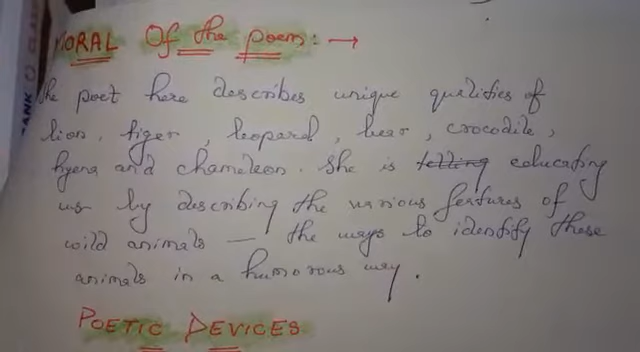 MORAL Of the poem: →
he poet here describes unique qualities of
lion, tiger, leopard, bear, crocodile,
hyena and chameleon. She is telling educating
us by describing the various features of
wild animals — the ways to identify these
animals in a humorous way.
POETIC DEVICES